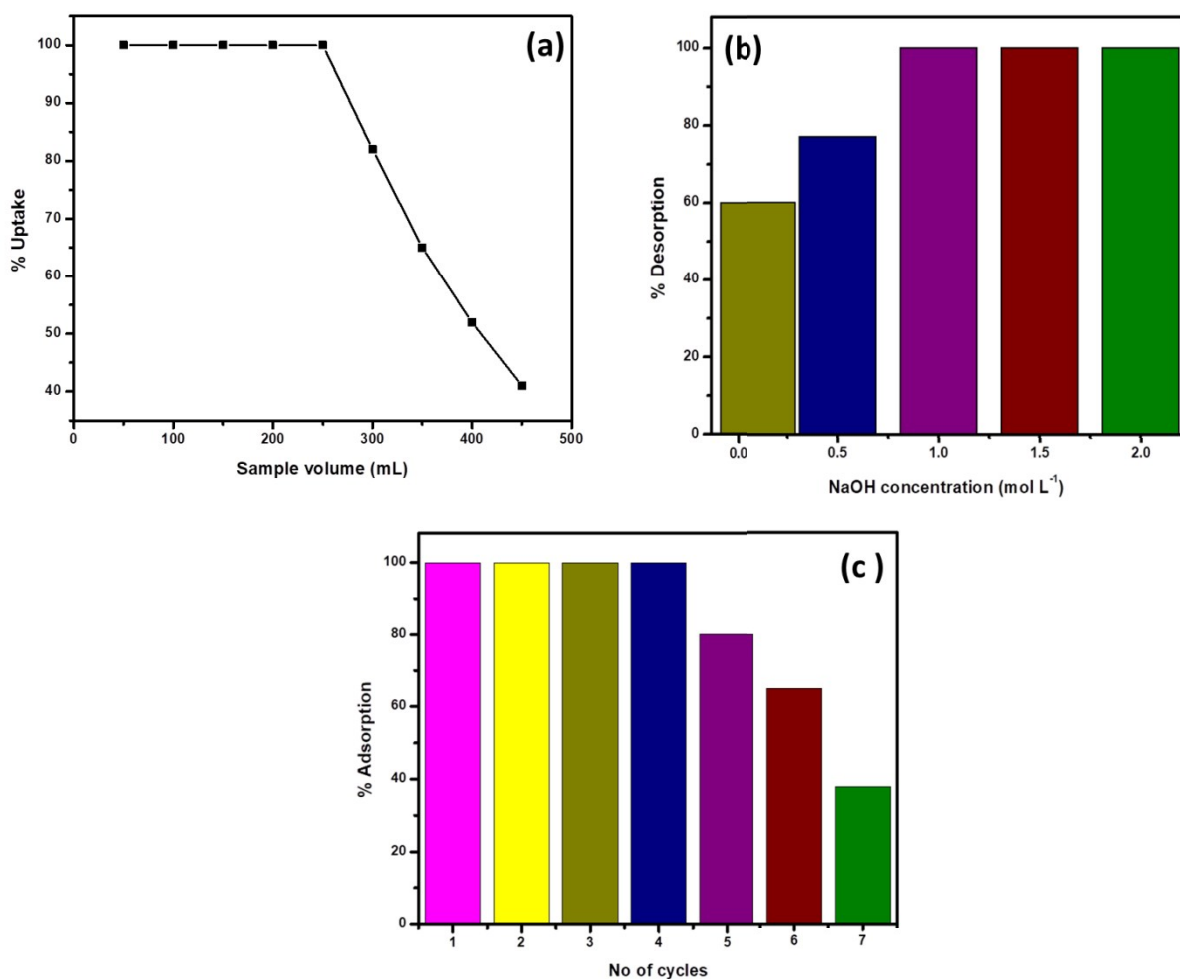 (a)
100
90
80
70
60
50
40
% Uptake
0 100 200 300 400 500
Sample volume (mL)
(b)
100
80
60
40
20
0
% Desorption
0.0 0.5 1.0 1.5 2.0
NaOH concentration (mol L-1)
(c )
100
80
60
40
20
0
% Adsorption
1 2 3 4 5 6 7
No of cycles